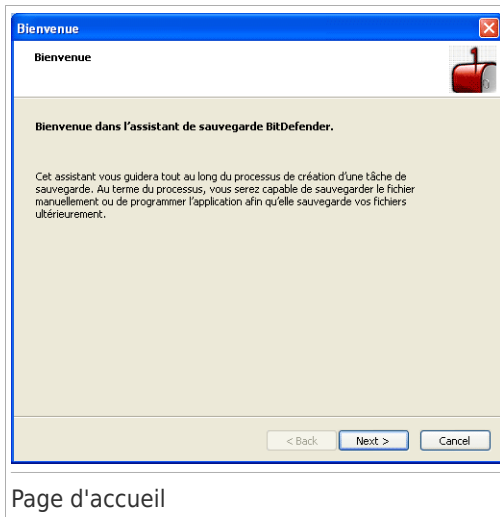 Bienvenue
Bienvenue
Bienvenue dans l'assistant de sauvegarde BitDefender.
Cet assistant vous guidera tout au long du processus de création d'une tâche de
sauvegarde. Au terme du processus, vous serez capable de sauvegarder le fichier
manuellement ou de programmer l'application afin qu'elle sauvegarde vos fichiers
ultérieurement.
< Back Next > Cancel
Page d'accueil